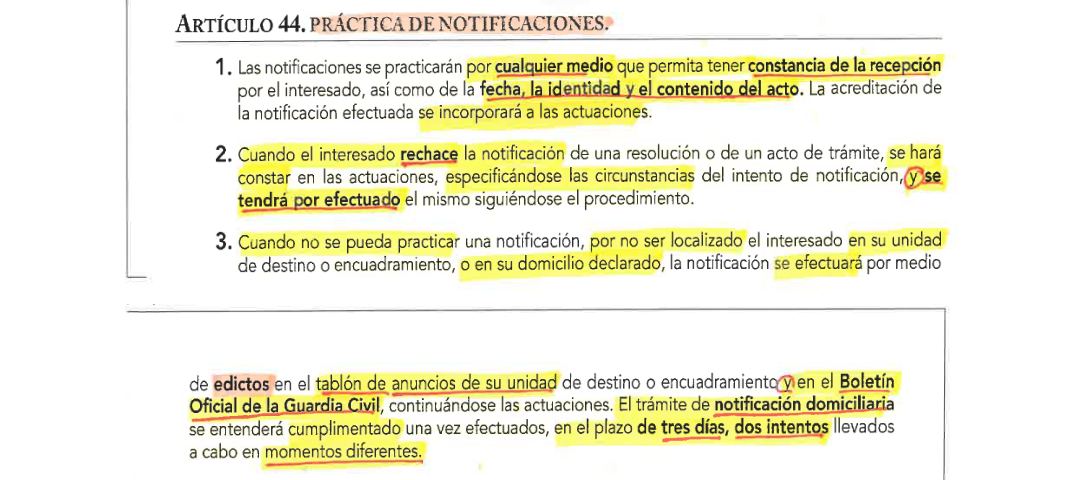 ARTÍCULO 44. PRÁCTICA DE NOTIFICACIONES.
1. Las notificaciones se practicarán por cualquier medio que permita tener constancia de la recepción
por el interesado, así como de la fecha, la identidad y el contenido del acto. La acreditación de
la notificación efectuada se incorporará a las actuaciones.
2. Cuando el interesado rechace la notificación de una resolución o de un acto de trámite, se hará
constar en las actuaciones, especificándose las circunstancias del intento de notificación, y se
tendrá por efectuado el mismo siguiéndose el procedimiento.
3. Cuando no se pueda practicar una notificación, por no ser localizado el interesado en su unidad
de destino o encuadramiento, o en su domicilio declarado, la notificación se efectuará por medio
de edictos en el tablón de anuncios de su unidad de destino o encuadramiento y en el Boletín
Oficial de la Guardia Civil, continuándose las actuaciones. El trámite de notificación domiciliaria
se entenderá cumplimentado una vez efectuados, en el plazo de tres días, dos intentos llevados
a cabo en momentos diferentes.